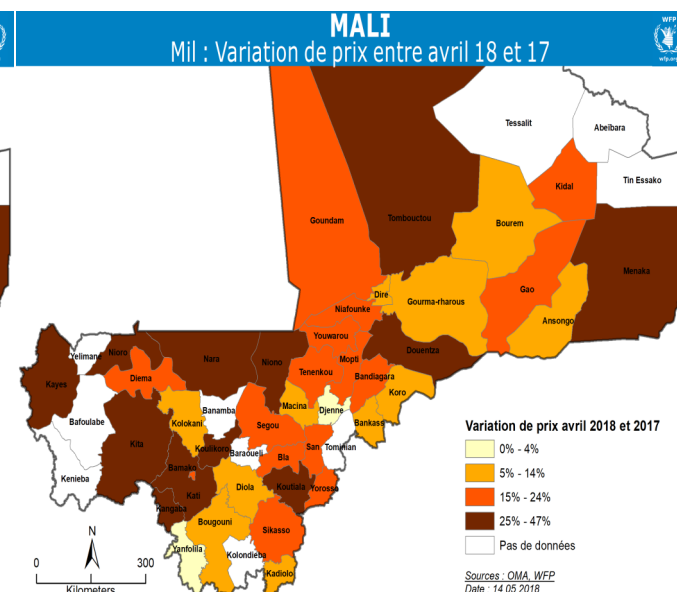 MALI
Mil : Variation de prix entre avril 18 et 17
WFP
wfp.org
Tessalit
Abeibara
Kidal
Tin Essako
Goundam
Tombouctou
Bourem
Menaka
Gao
Diré
Gourma-rharous
Niafounke
Ansongo
Youwarou
Yelimane
Nioro
Nara
Niono
Mopti
Douentza
Tenenkou
Bandiagara
Kayes
Diema
Koro
Macina
Djenne
Bafoulabe
Banamba
Kolokani
Segou
Bankass
Kita
Koulikoro
Baraoueli
San
Tominian
Bla
Bamako
Kenieba
Kati
Diola
Koutiala
Yorosso
Kangaba
Bougouni
Sikasso
Yanfolila
Kolondieba
Kadiolo
N
0 300
Kilometers
Variation de prix avril 2018 et 2017
0% - 4%
5% - 14%
15% - 24%
25% - 47%
Pas de données
Sources : OMA, WFP
Date : 14 05 2018